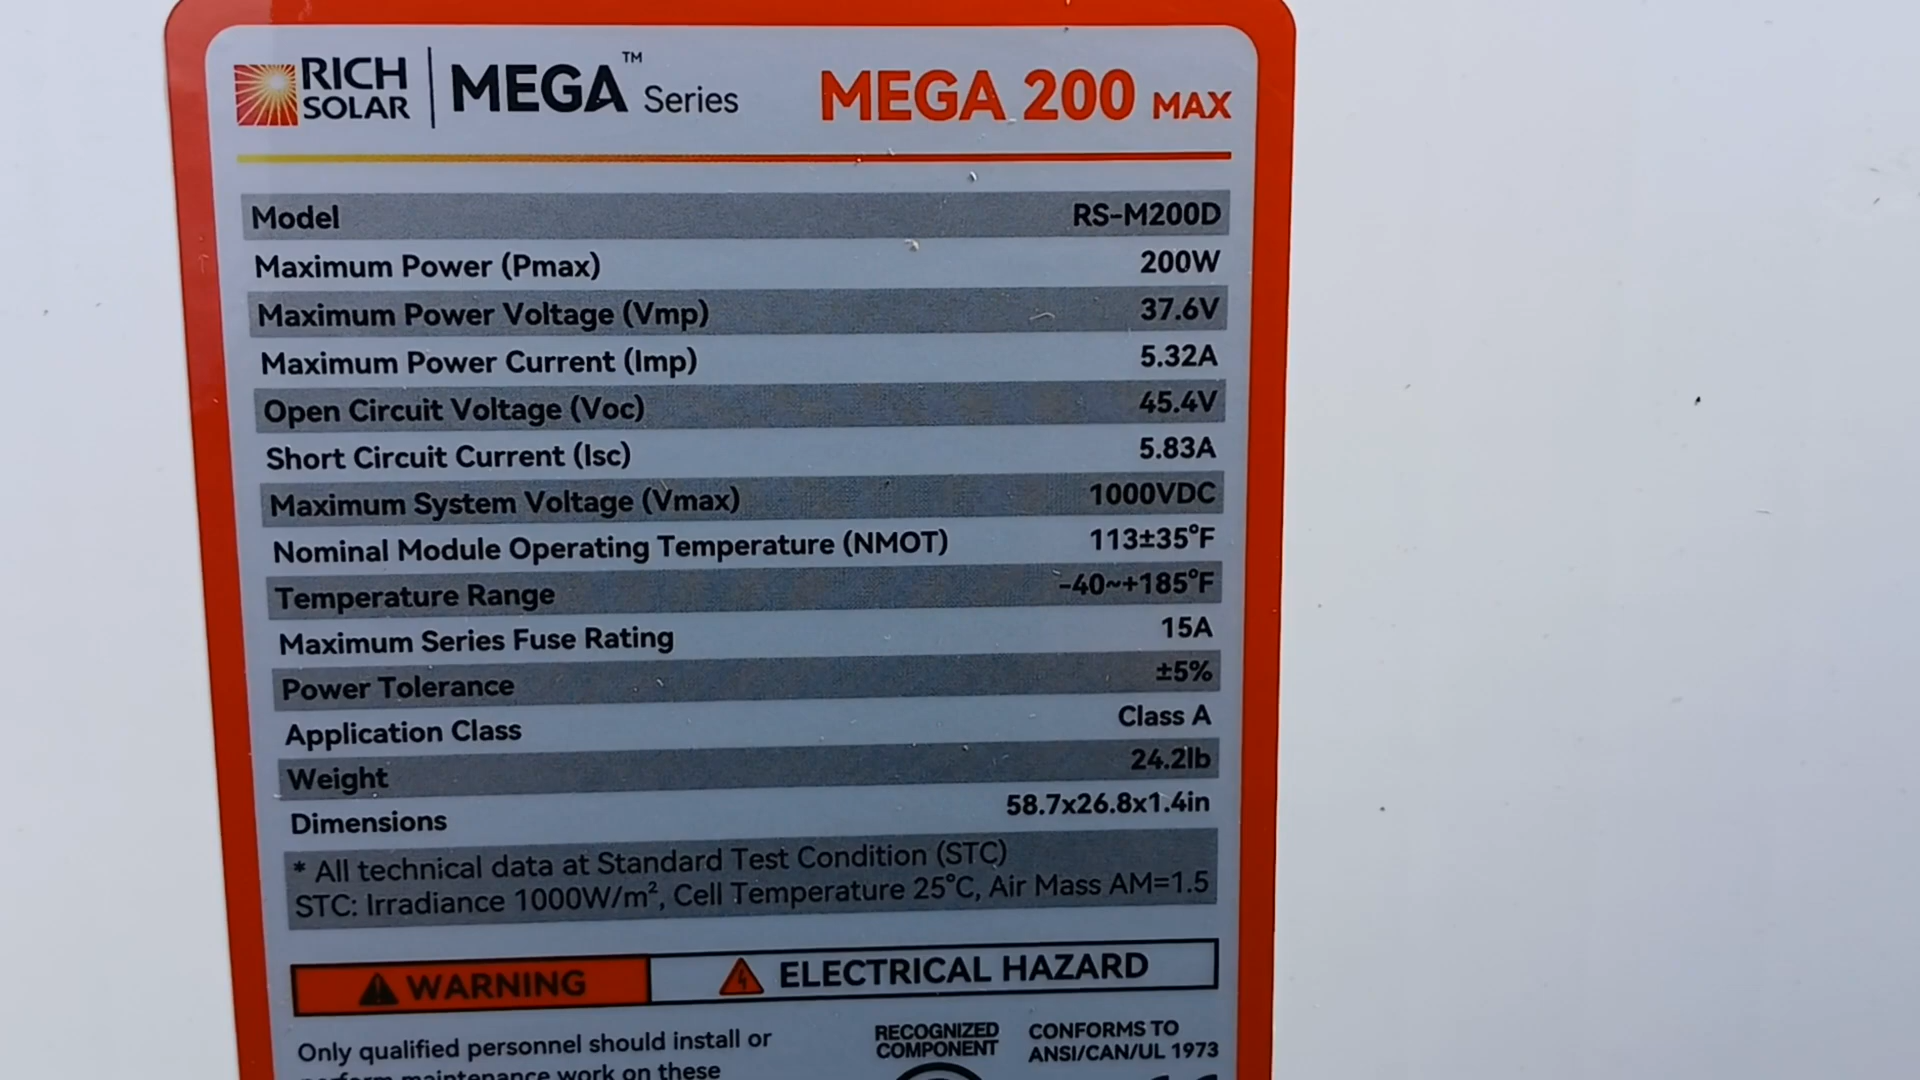 RICH SOLAR | MEGA™ Series MEGA 200 MAX
Model RS-M200D
Maximum Power (Pmax) 200W
Maximum Power Voltage (Vmp) 37.6V
Maximum Power Current (Imp) 5.32A
Open Circuit Voltage (Voc) 45.4V
Short Circuit Current (Isc) 5.83A
Maximum System Voltage (Vmax) 1000VDC
Nominal Module Operating Temperature (NMOT) 113±35°F
Temperature Range -40~+185°F
Maximum Series Fuse Rating 15A
Power Tolerance ±5%
Application Class Class A
Weight 24.2lb
Dimensions 58.7x26.8x1.4in
* All technical data at Standard Test Condition (STC)
STC: Irradiance 1000W/m², Cell Temperature 25°C, Air Mass AM=1.5
WARNING ELECTRICAL HAZARD
Only qualified personnel should install or
perform maintenance work on these
RECOGNIZED
COMPONENT
CONFORMS TO
ANSI/CAN/UL 1973